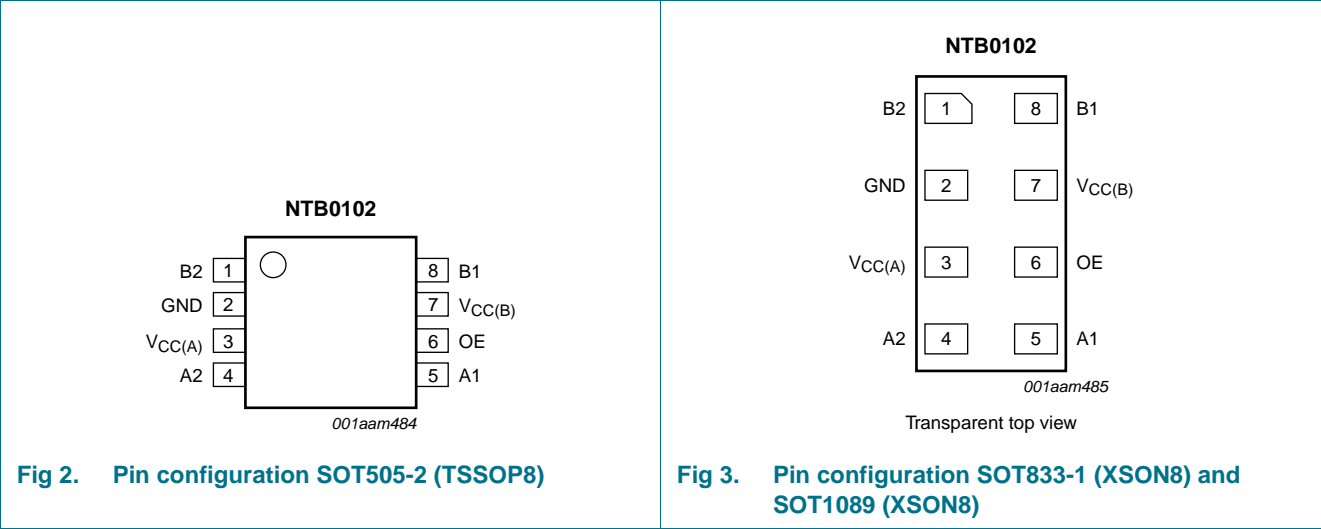 NTB0102
B2 1 8 B1
GND 2 7 VCC(B)
VCC(A) 3 6 OE
A2 4 5 A1
001aam484
Fig 2. Pin configuration SOT505-2 (TSSOP8)
NTB0102
B2 1 8 B1
GND 2 7 VCC(B)
VCC(A) 3 6 OE
A2 4 5 A1
001aam485
Transparent top view
Fig 3. Pin configuration SOT833-1 (XSON8) and
SOT1089 (XSON8)